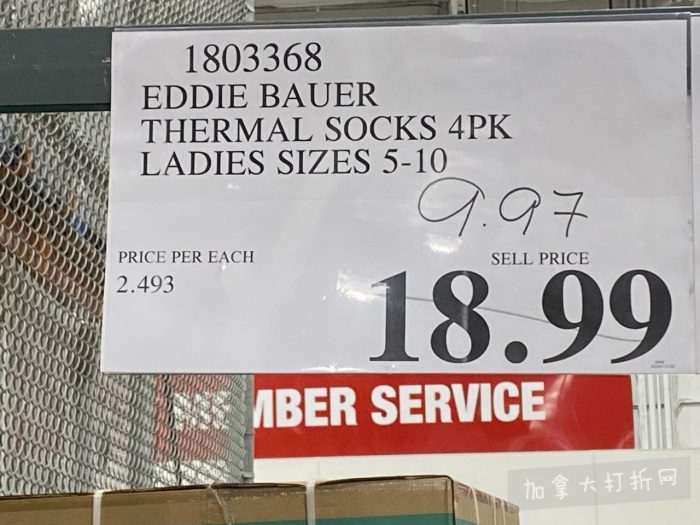 1803368
EDDIE BAUER
THERMAL SOCKS 4PK
LADIES SIZES 5-10
9.97
PRICE PER EACH
2.493
SELL PRICE
18.99
MBER SERVICE
加拿大打折网